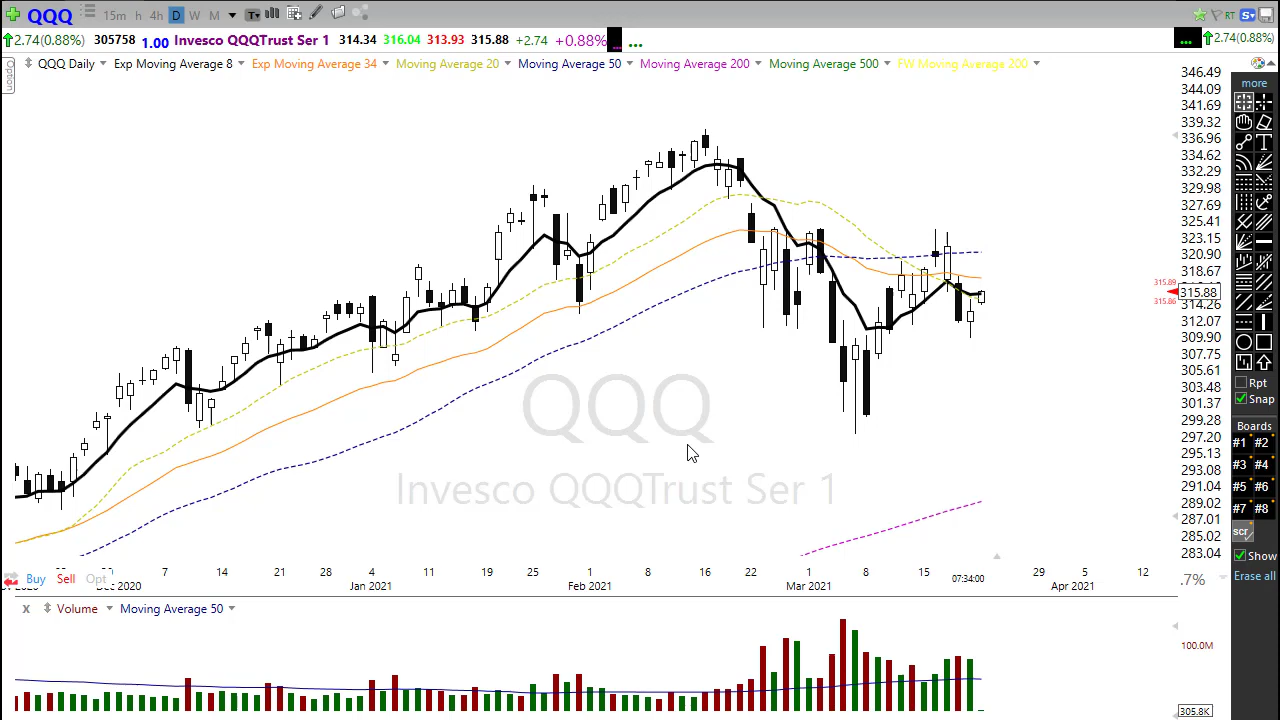 QQQ 15m h 4h D W M T RT S
2.74(0.88%) 305758 1.00 Invesco QQQTrust Ser 1 314.34 316.04 313.93 315.88 +2.74 +0.88% ... ... ... 2.74(0.88%)
Option
QQQ Daily Exp Moving Average 8 Exp Moving Average 34 Moving Average 20 Moving Average 50 Moving Average 200 Moving Average 500 FW Moving Average 200
346.49
344.09
341.69
339.32
336.96
334.62
333.29
329.98
327.69
325.41
323.15
320.90
318.67
315.89
315.88
315.86
314.26
312.07
309.90
307.75
305.61
303.48
301.37
299.28
297.20
295.13
293.08
291.04
289.02
287.01
285.02
283.04
more
T
Rpt
Snap
Boards
#1 #2
#3 #4
#5 #6
#7 #8
scr
Show
Erase all
QQQ
Invesco QQQTrust Ser 1
7 14 21 28 4 11 19 25 1 8 16 22 1 8 15 07:34:00 29 5 12
Buy Sell Opt
Dec 2020 Jan 2021 Feb 2021 Mar 2021 Apr 2021
.7%
x Volume Moving Average 50
100.0M
305.8K